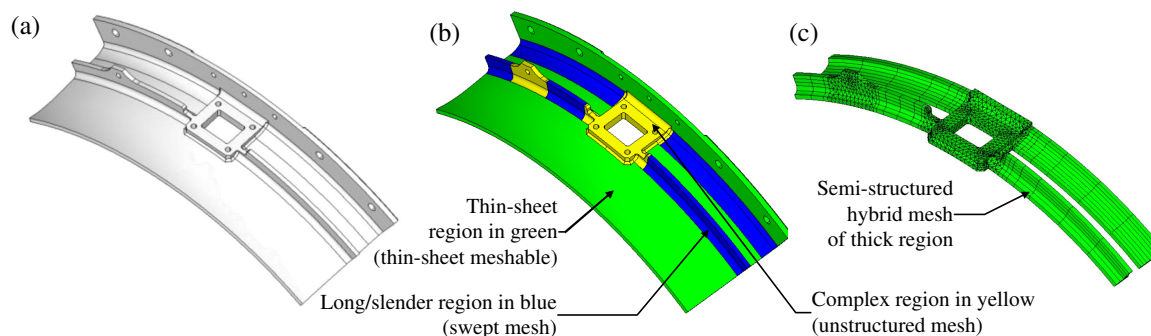 (a)
(b)
(c)
Thin-sheet
region in green
(thin-sheet meshable)
Long/slender region in blue
(swept mesh)
Semi-structured
hybrid mesh
of thick region
Complex region in yellow
(unstructured mesh)